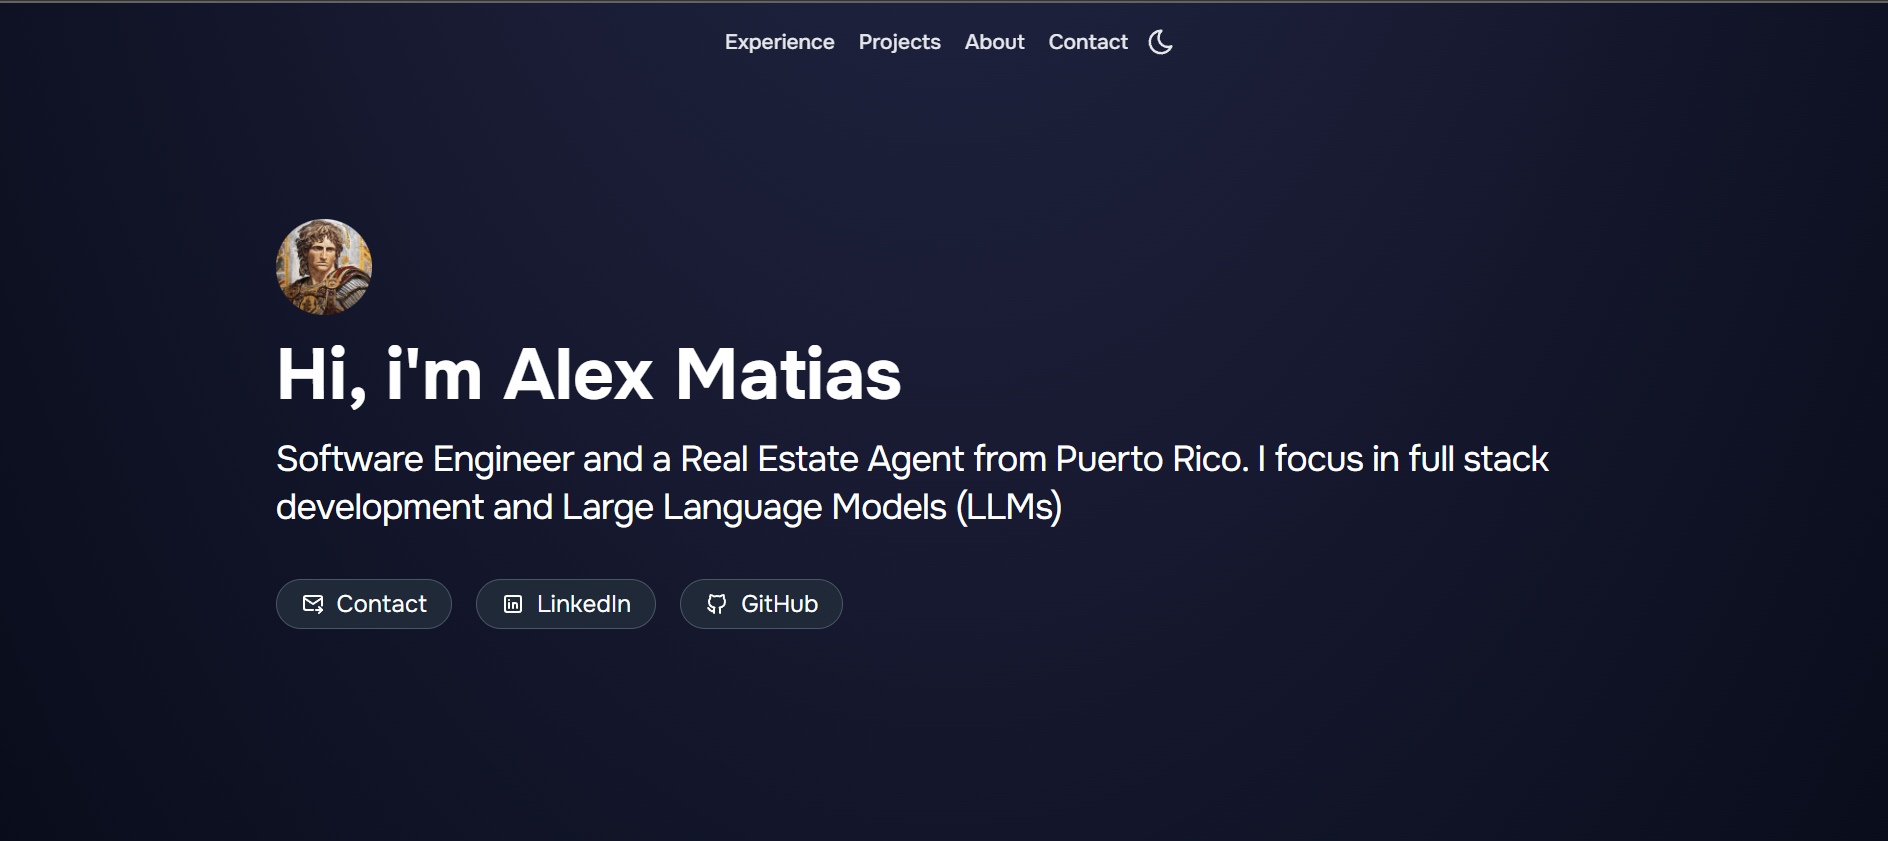 Experience Projects About Contact
Hi, i'm Alex Matias
Software Engineer and a Real Estate Agent from Puerto Rico. I focus in full stack
development and Large Language Models (LLMs)
Contact LinkedIn GitHub